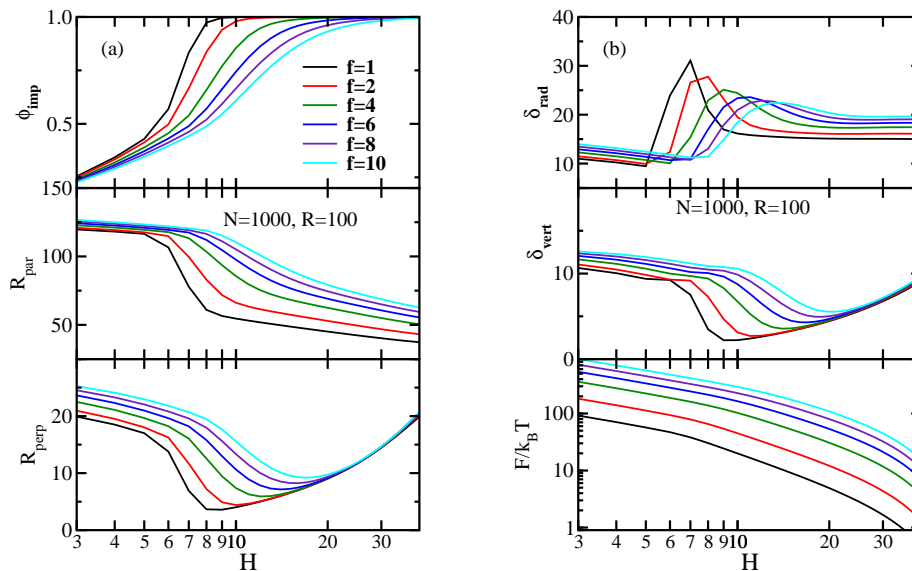 (a)
1.0
0.5
ϕimp
f=1
f=2
f=4
f=6
f=8
f=10
150
100
50
Rpar
N=1000, R=100
20
10
0
Rperp
3 4 5 6 7 8 9 10 20 30
H
(b)
40
30
20
10
δrad
N=1000, R=100
10
δvert
0
100
10
1
F/kBT
3 4 5 6 7 8 9 10 20 30
H